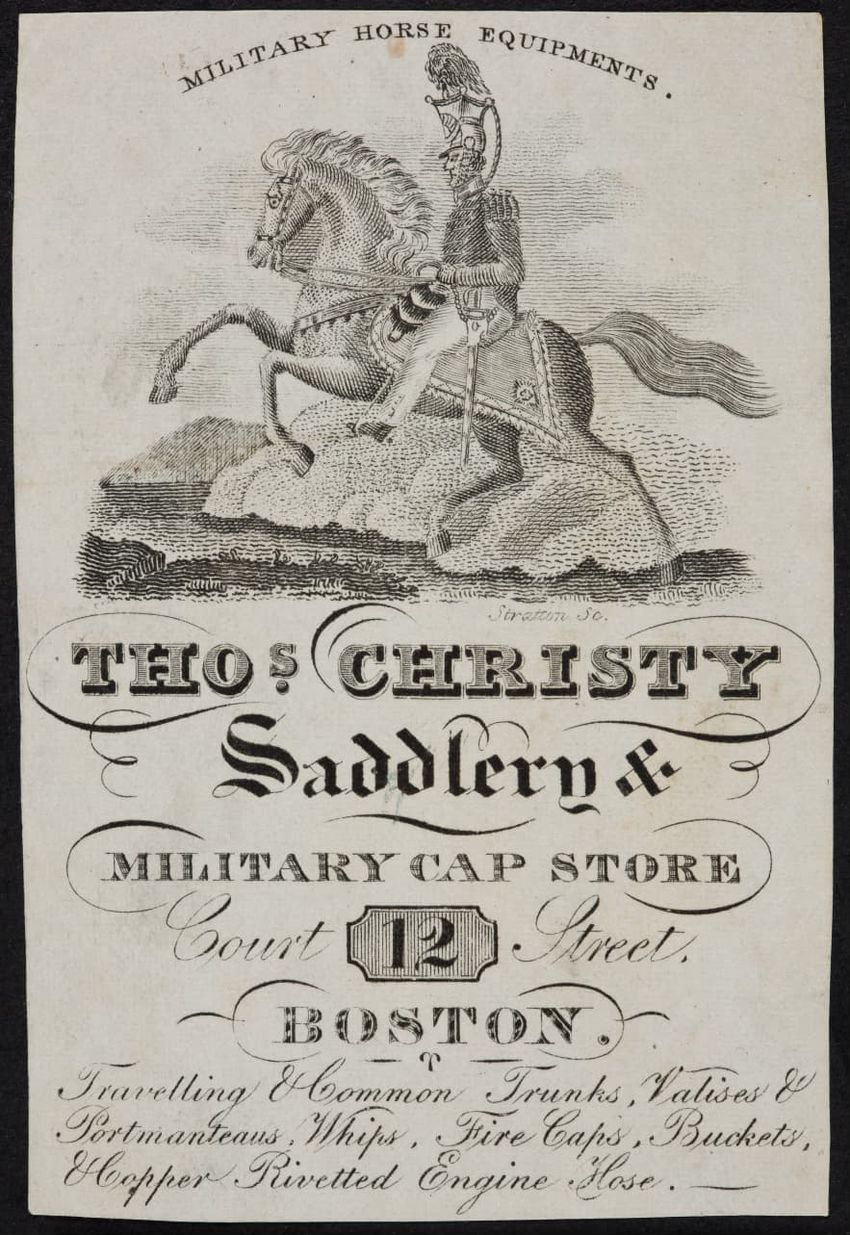 MILITARY HORSE EQUIPMENTS.
Stratton Sc.
THOS CHRISTY
Saddlery &
MILITARY CAP STORE
Court 12 Street.
BOSTON.
Travelling & Common Trunks, Valises &
Portmanteaus, Whips, Fire Caps, Buckets,
& Copper Rivetted Engine Hose. —